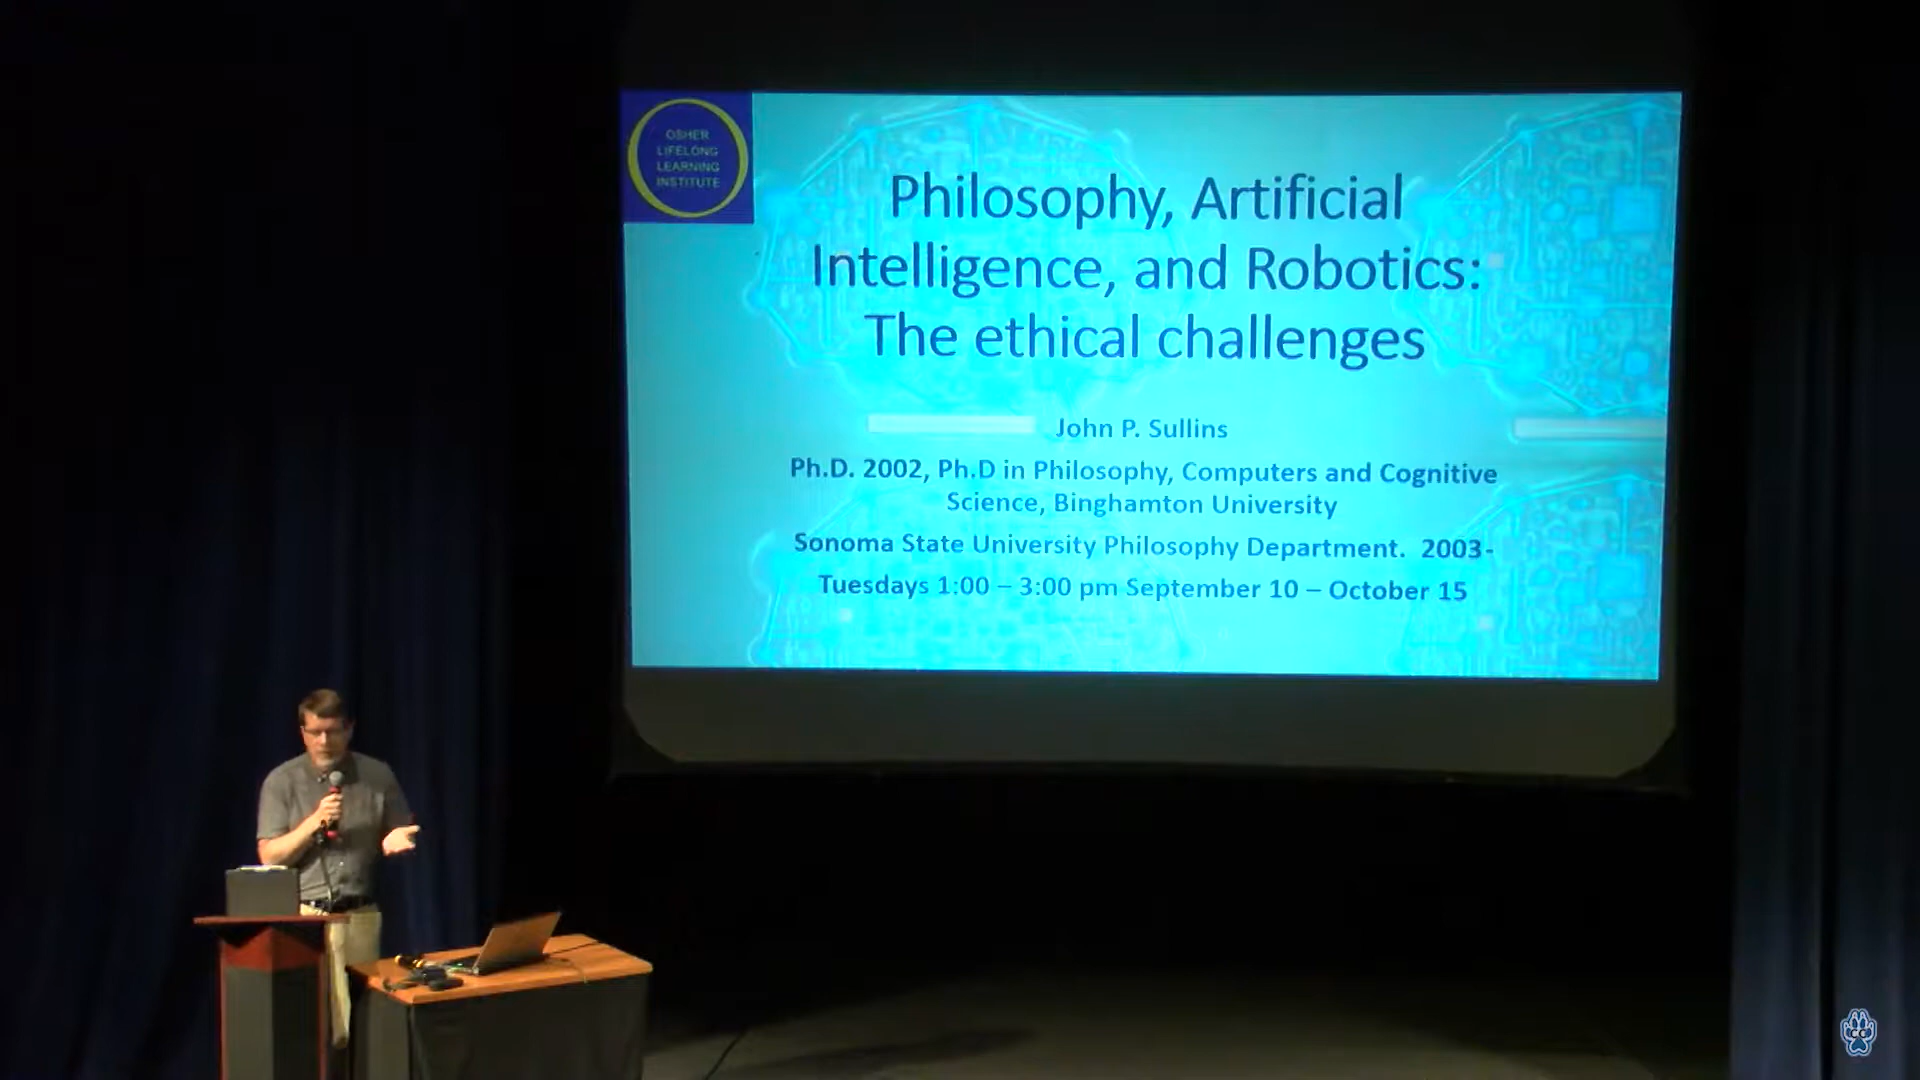 OSHER
LIFELONG
LEARNING
INSTITUTE
Philosophy, Artificial
Intelligence, and Robotics:
The ethical challenges
John P. Sullins
Ph.D. 2002, Ph.D in Philosophy, Computers and Cognitive
Science, Binghamton University
Sonoma State University Philosophy Department.  2003-
Tuesdays 1:00 – 3:00 pm September 10 – October 15